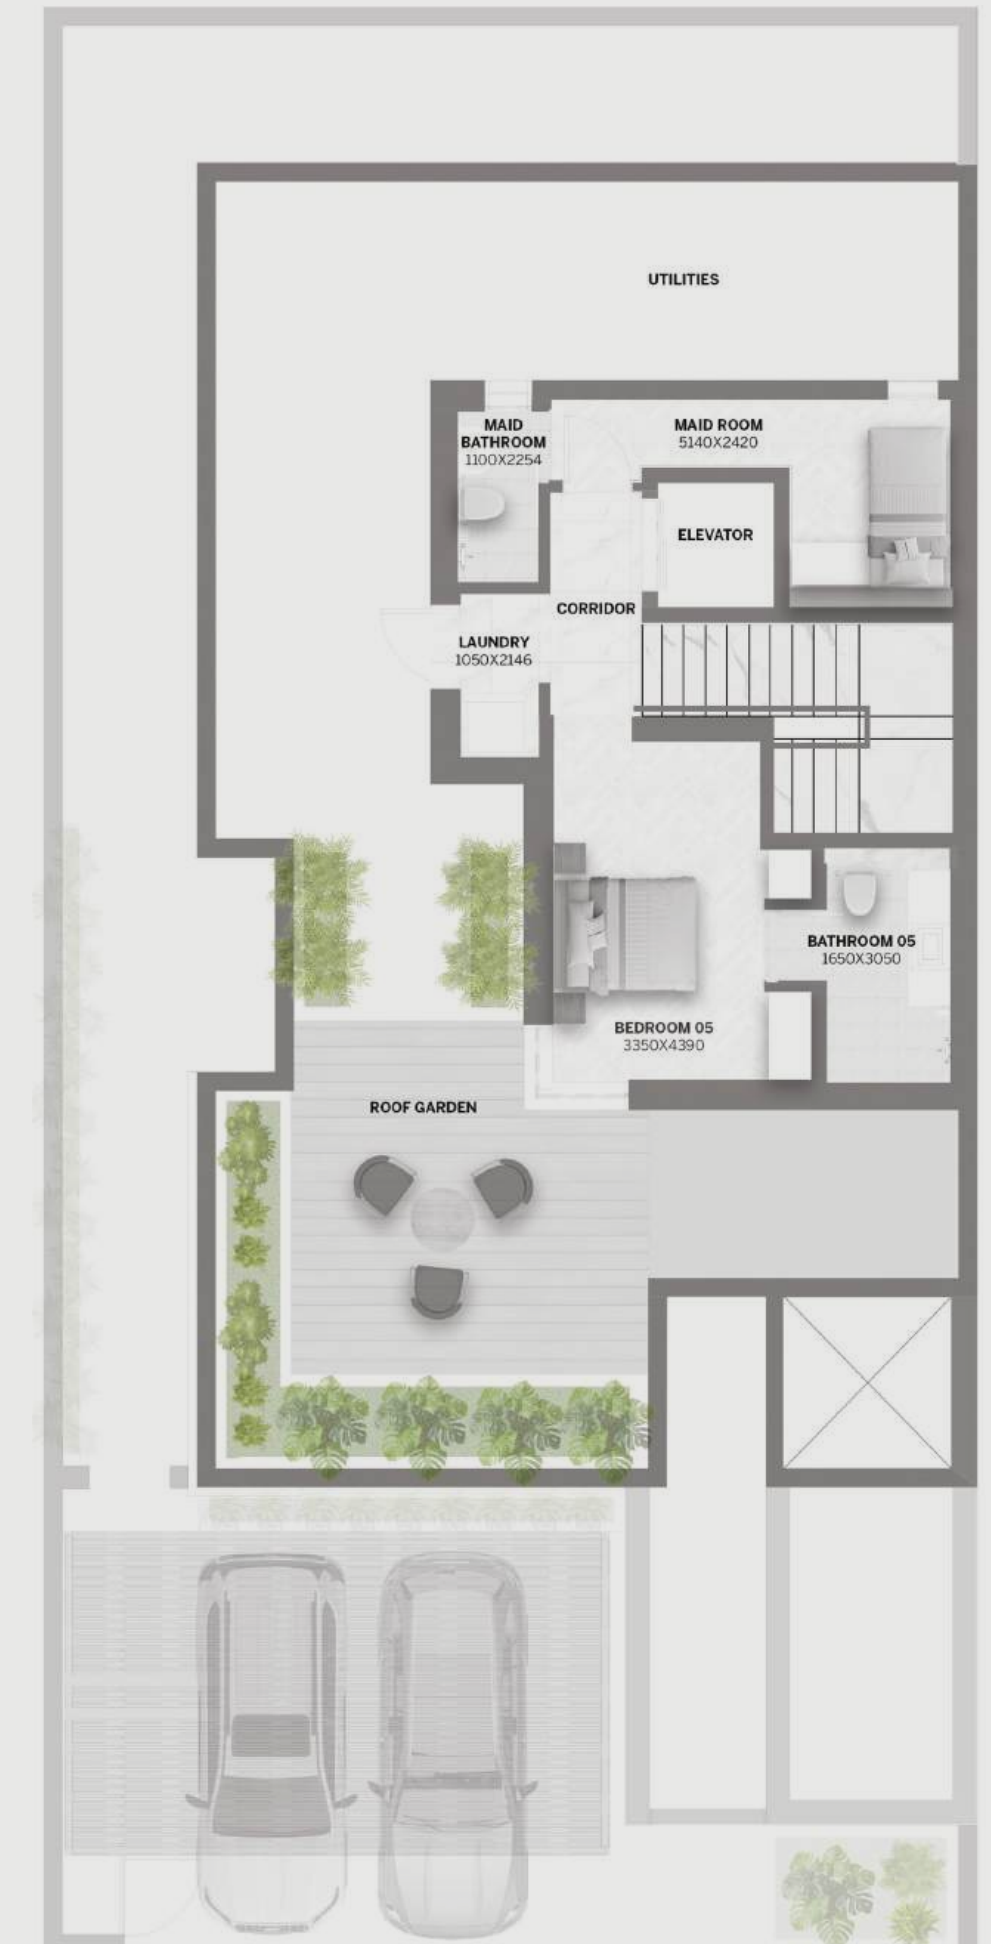 UTILITIES
MAID
BATHROOM
1100X2254
MAID ROOM
5140X2420
ELEVATOR
CORRIDOR
LAUNDRY
1050X2146
BATHROOM 05
1650X3050
BEDROOM 05
3350X4390
ROOF GARDEN